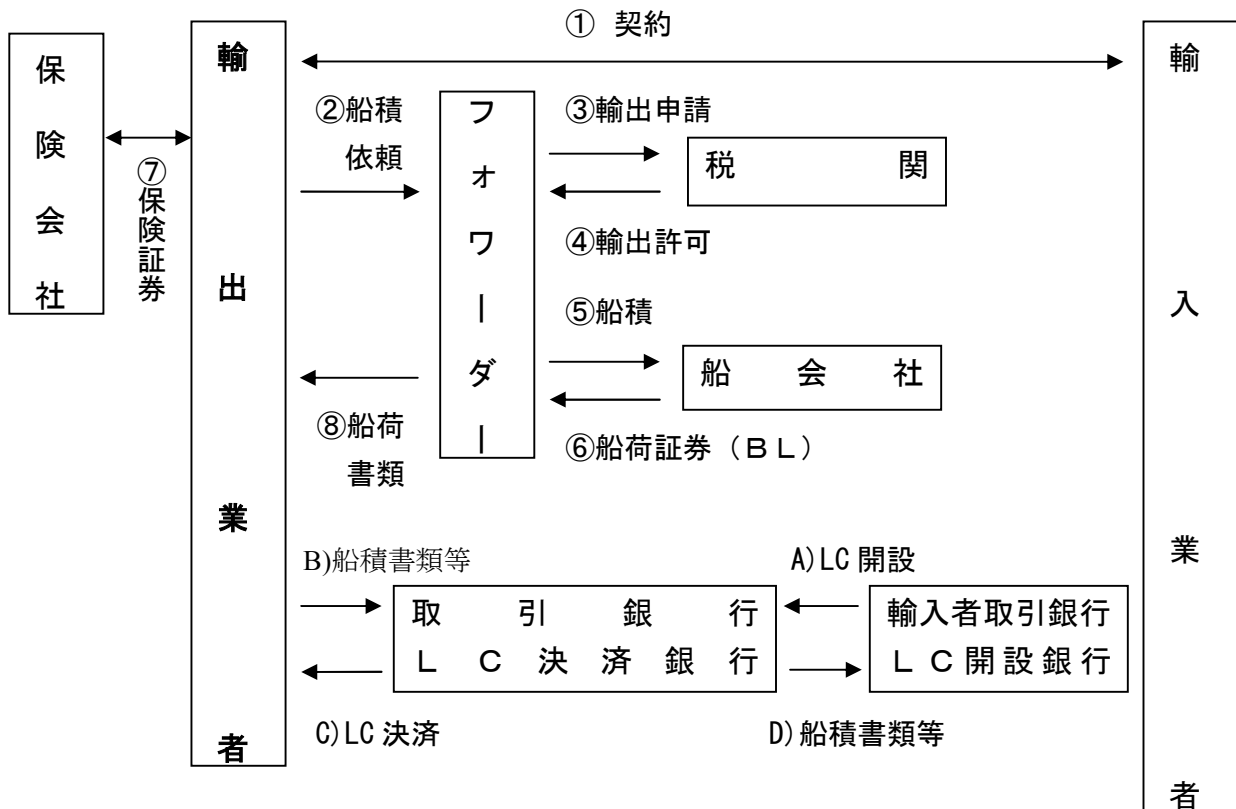 ① 契約
保険会社
⑦保険証券
輸出業者
②船積
依頼
フォワーダー
③輸出申請
税関
④輸出許可
⑤船積
船会社
⑥船荷証券（ＢＬ）
⑧船荷
書類
輸入業者
B)船積書類等
A)LC開設
取引銀行
ＬＣ決済銀行
輸入者取引銀行
ＬＣ開設銀行
C)LC決済
D)船積書類等